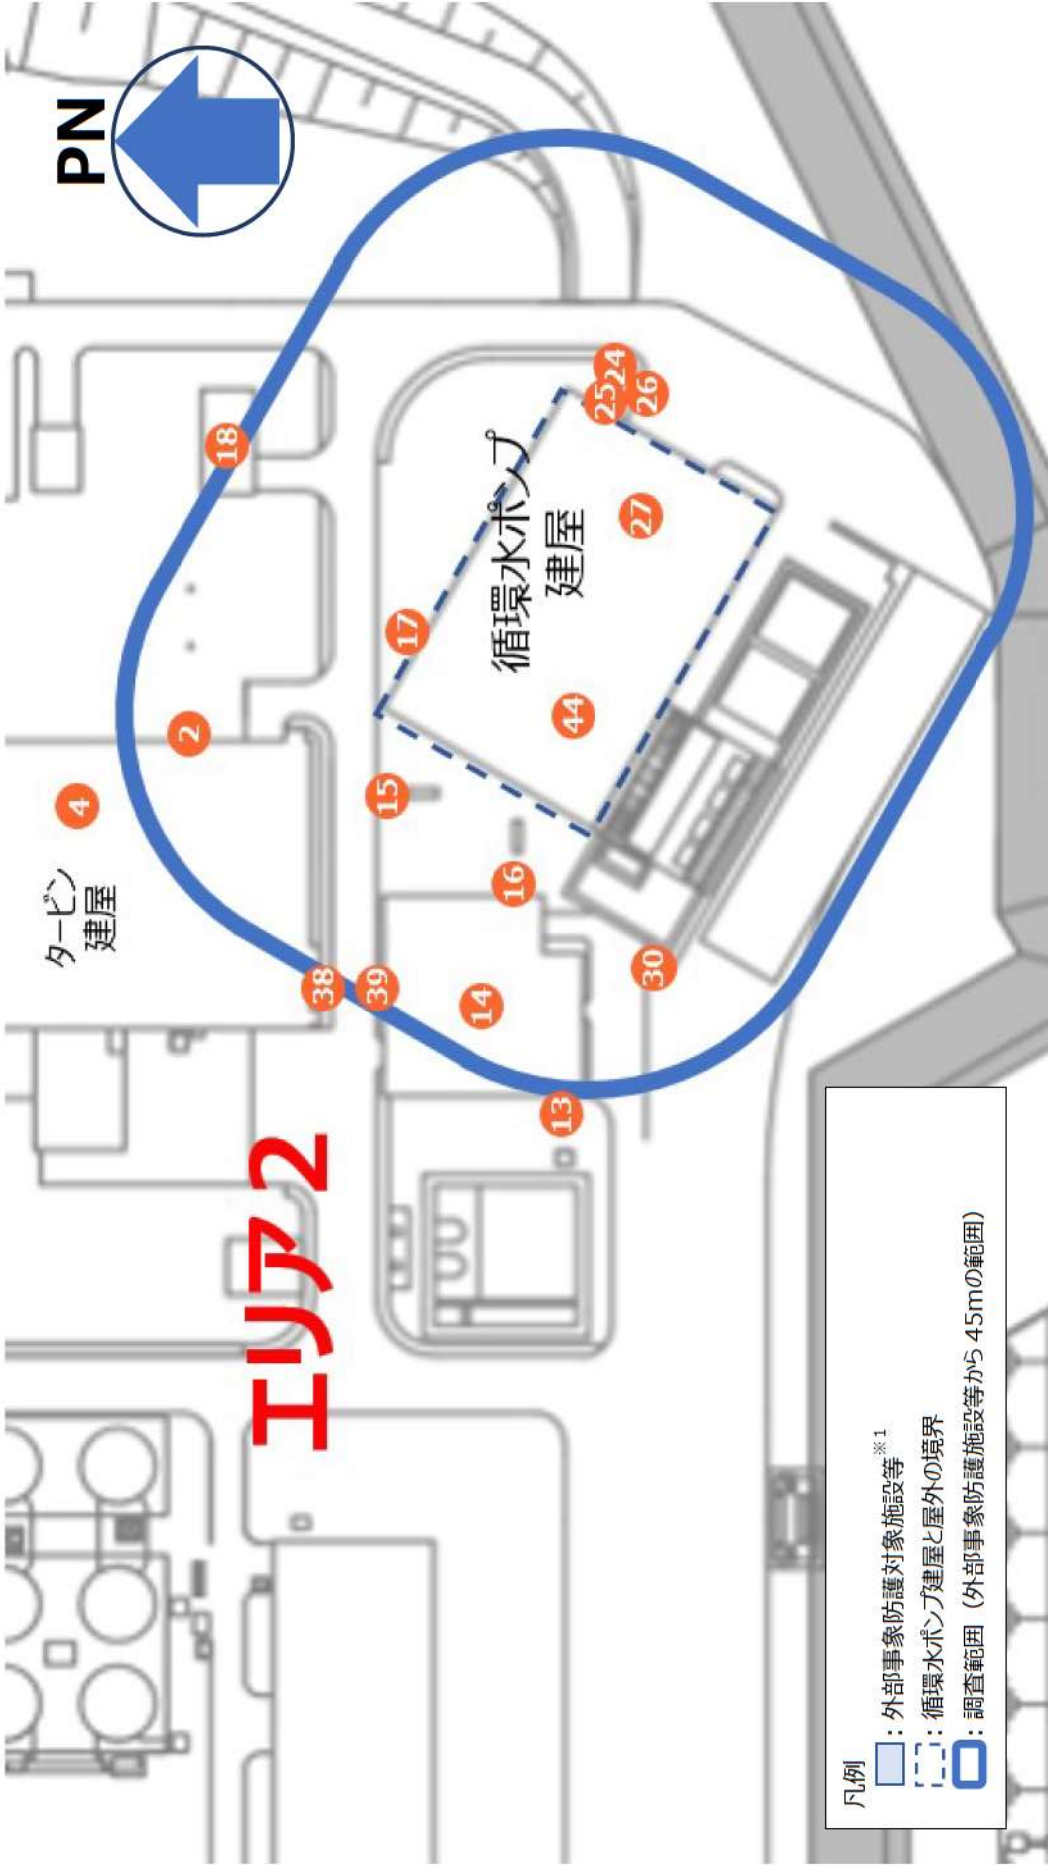 PN
エリア 2
タービン
建屋
循環水ポンプ
建屋
4
2
18
38
39
15
17
16
14
13
44
27
25
24
26
30
凡例
：外部事象防護対象施設等※1
：循環水ポンプ建屋と屋外の境界
：調査範囲（外部事象防護施設等から 45mの範囲）